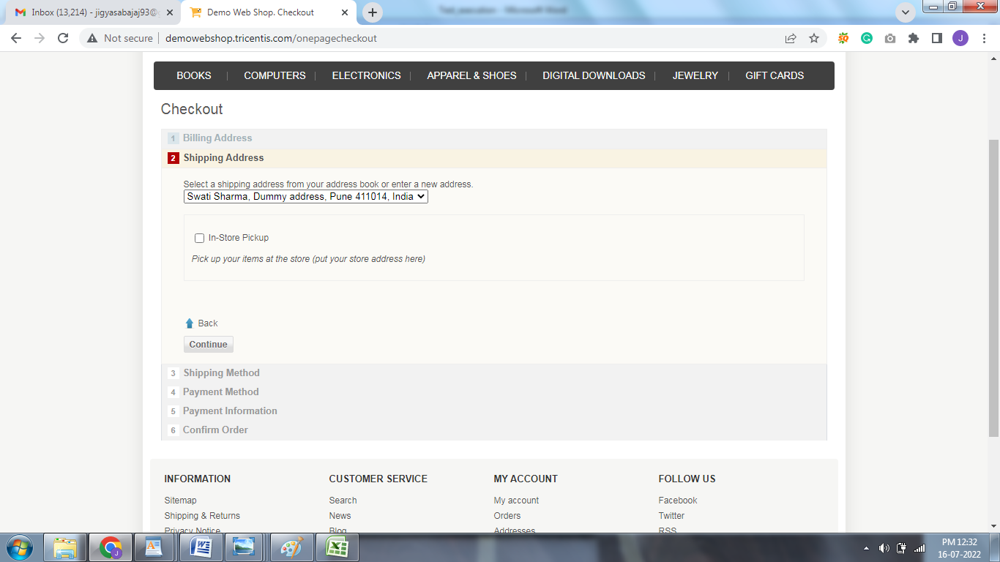 Inbox (13,214) - jigyasabajaj93@
Demo Web Shop. Checkout
Test_execution - Microsoft Word
Not secure
demowebshop.tricentis.com/onepagecheckout
J
BOOKS
COMPUTERS
ELECTRONICS
APPAREL & SHOES
DIGITAL DOWNLOADS
JEWELRY
GIFT CARDS
Checkout
1 Billing Address
2 Shipping Address
Select a shipping address from your address book or enter a new address.
Swati Sharma, Dummy address, Pune 411014, India
In-Store Pickup
Pick up your items at the store (put your store address here)
Back
Continue
3 Shipping Method
4 Payment Method
5 Payment Information
6 Confirm Order
INFORMATION
CUSTOMER SERVICE
MY ACCOUNT
FOLLOW US
Sitemap
Search
My account
Facebook
Shipping & Returns
News
Orders
Twitter
Privacy Notice
Blog
Addresses
RSS
PM 12:32
16-07-2022